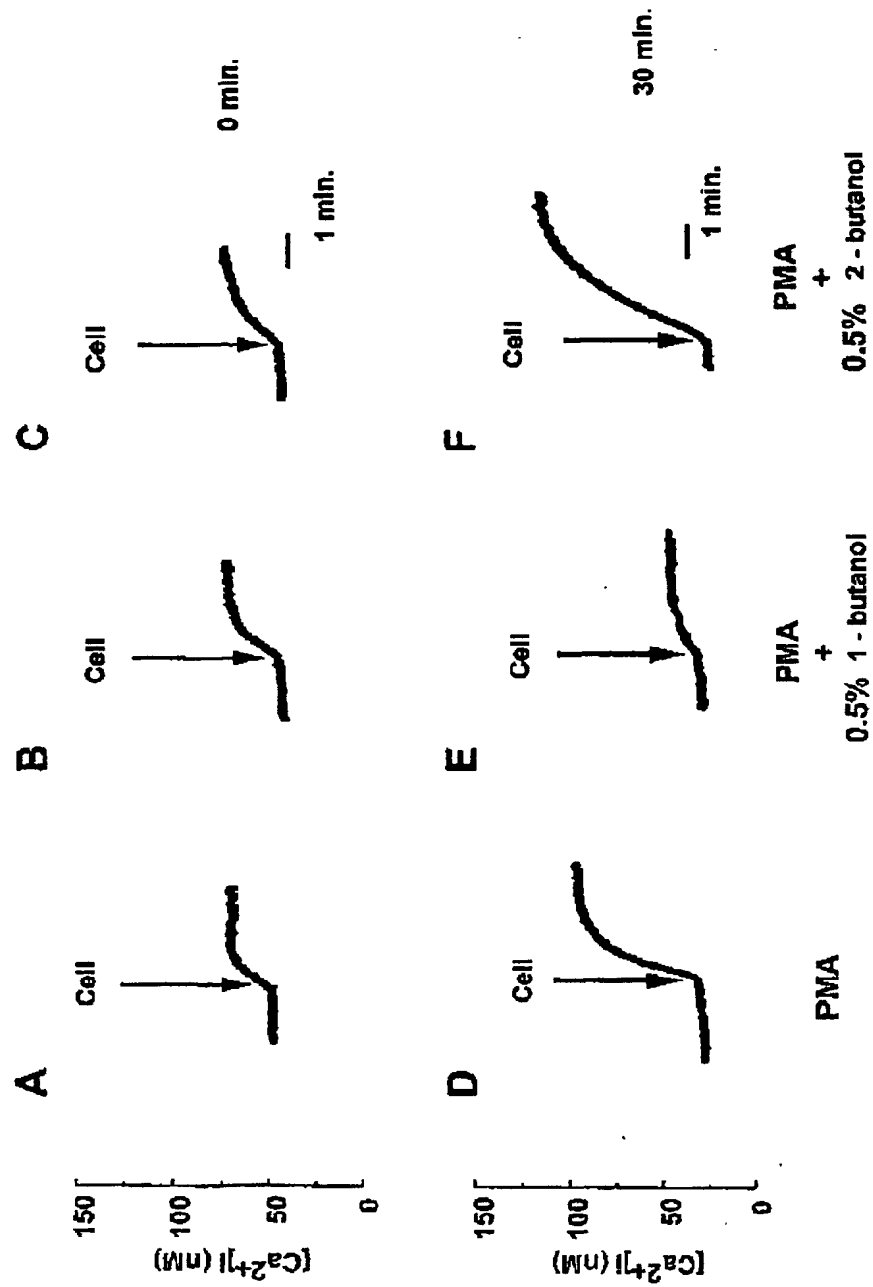 A
B
C
Cell
Cell
Cell
0 min.
1 min.
150
100
50
0
[Ca2+]i (nM)
D
E
F
Cell
Cell
Cell
30 min.
1 min.
150
100
50
0
[Ca2+]i (nM)
PMA
PMA
+
0.5% 1 - butanol
PMA
+
0.5% 2 - butanol